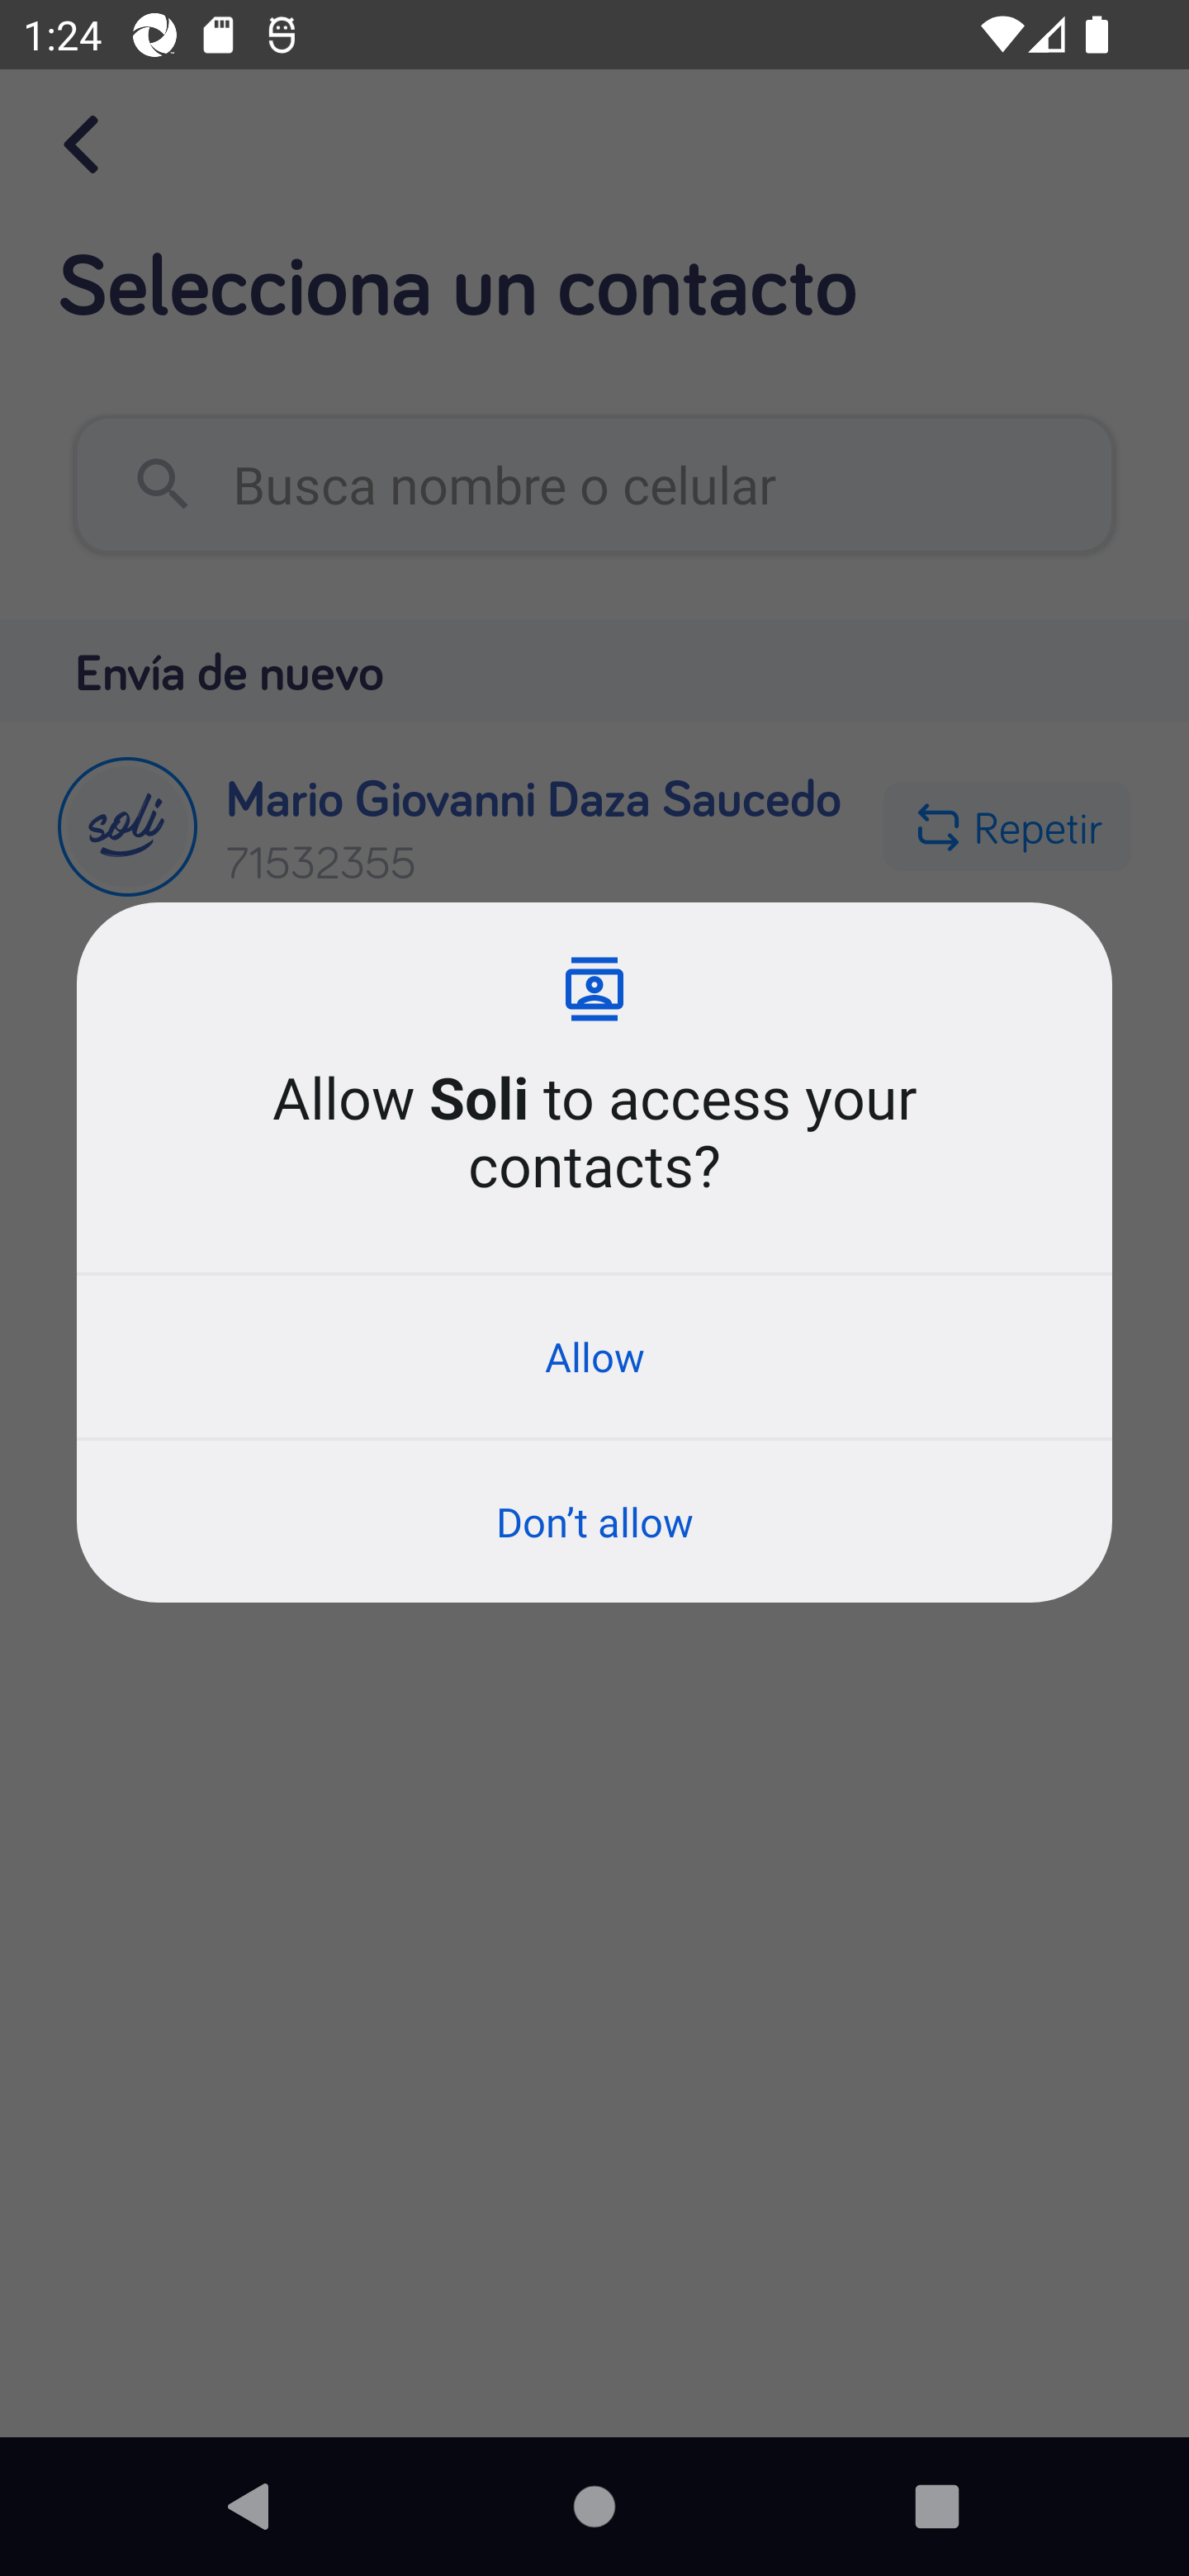 1:24
Selecciona un contacto
Busca nombre o celular
Envía de nuevo
soli
Mario Giovanni Daza Saucedo
71532355
Repetir
Allow Soli to access your
contacts?
Allow
Don’t allow